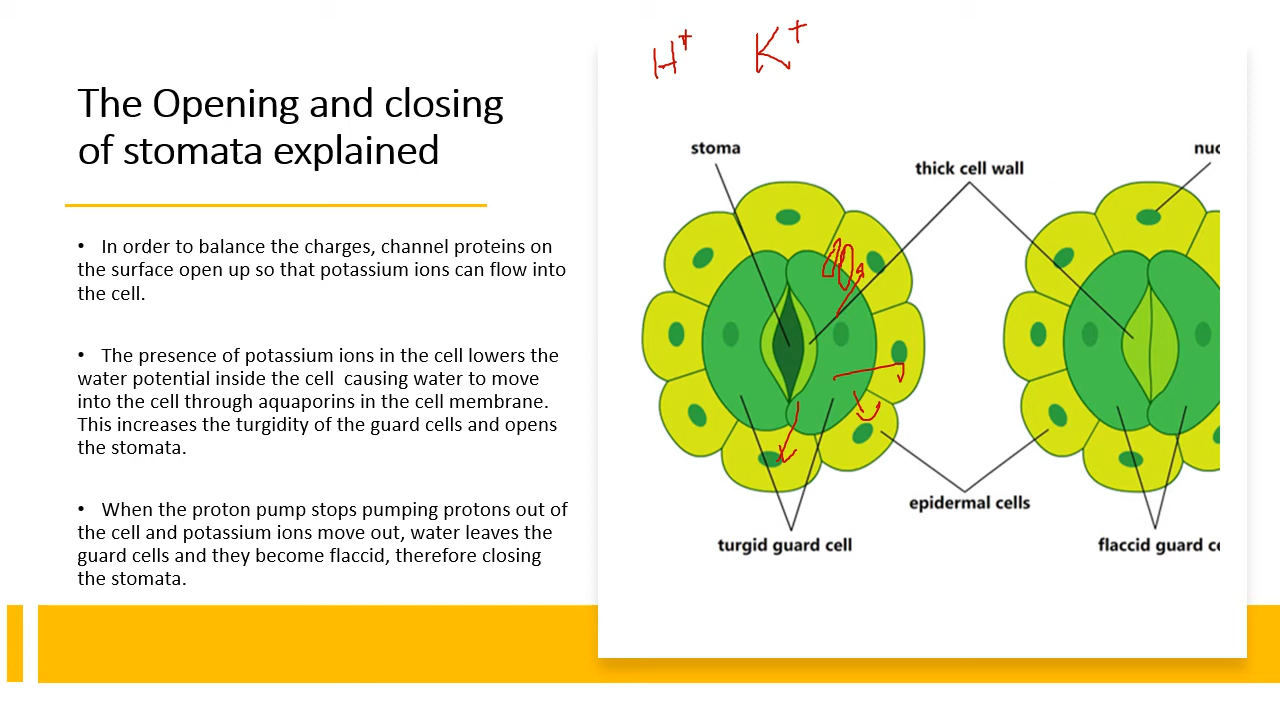 The Opening and closing
of stomata explained
• In order to balance the charges, channel proteins on
the surface open up so that potassium ions can flow into
the cell.
• The presence of potassium ions in the cell lowers the
water potential inside the cell causing water to move
into the cell through aquaporins in the cell membrane.
This increases the turgidity of the guard cells and opens
the stomata.
• When the proton pump stops pumping protons out of
the cell and potassium ions move out, water leaves the
guard cells and they become flaccid, therefore closing
the stomata.
H+ K+
stoma
thick cell wall
nuc
epidermal cells
turgid guard cell
flaccid guard ce